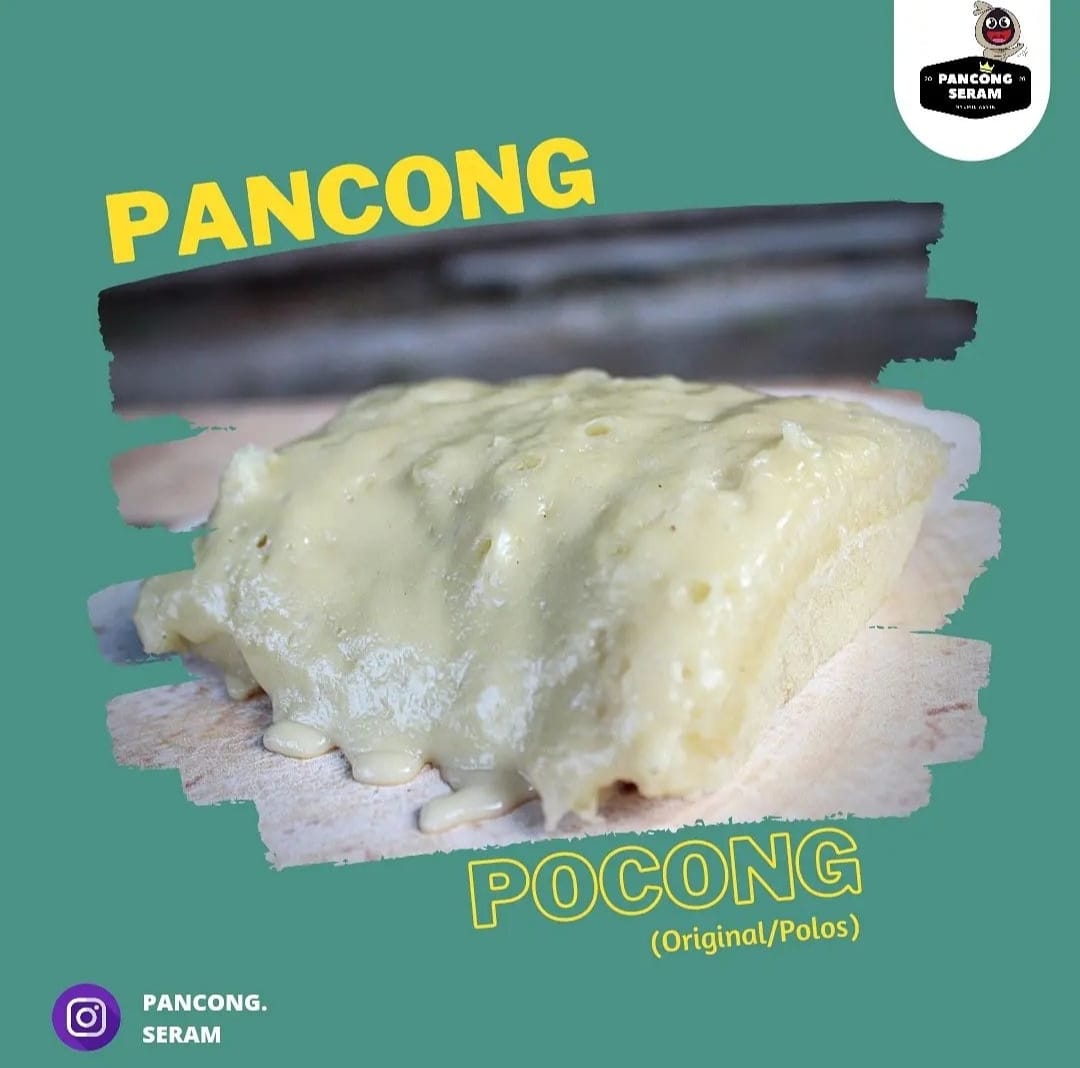 PANCONG
SERAM
PANCONG
POCONG
(Original/Polos)
PANCONG.
SERAM